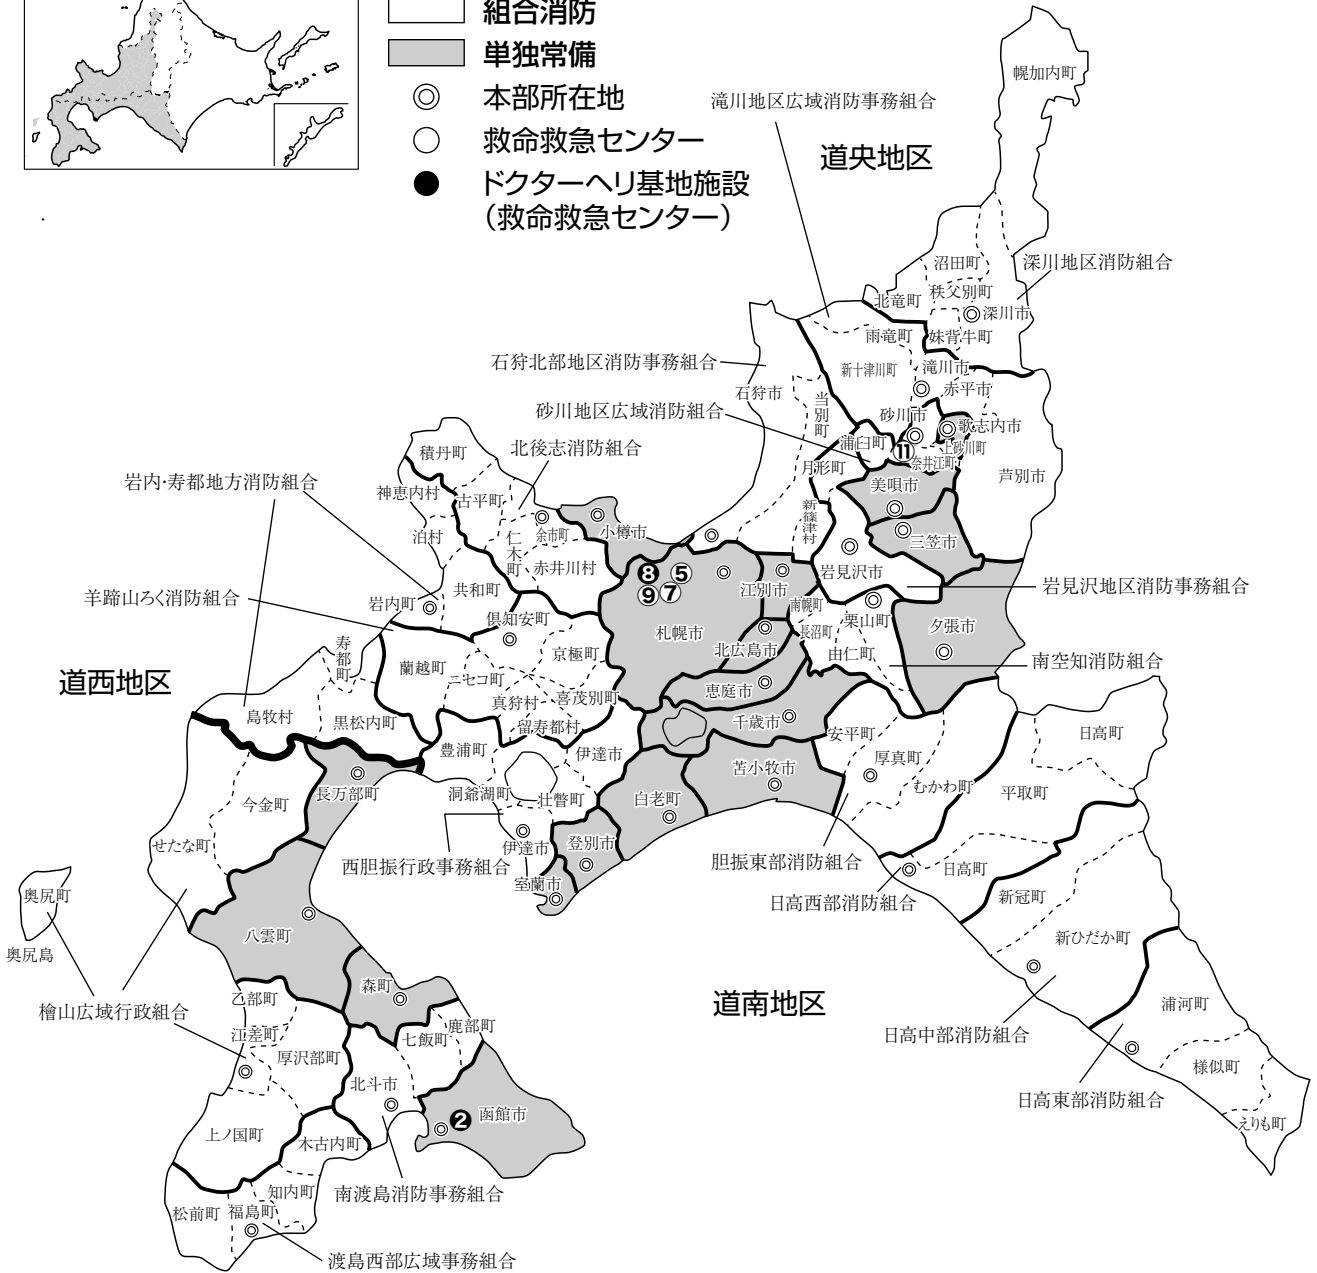 組合消防
単独常備
本部所在地
救命救急センター
ドクターヘリ基地施設
（救命救急センター）
幌加内町
滝川地区広域消防事務組合
道央地区
沼田町
深川地区消防組合
秩父別町
北竜町
深川市
雨竜町
妹背牛町
石狩北部地区消防事務組合
新十津川町
滝川市
石狩市
赤平市
当別町
砂川地区広域消防組合
砂川市
歌志内市
浦臼町
上砂川町
北後志消防組合
積丹町
⓫
奈井江町
月形町
芦別市
岩内・寿都地方消防組合
美唄市
神恵内村
古平町
新篠津村
小樽市
余市町
泊村
仁木町
三笠市
赤井川村
岩見沢市
❽
❺
共和町
江別市
岩見沢地区消防事務組合
❾
❼
羊蹄山ろく消防組合
岩内町
南幌町
倶知安町
栗山町
札幌市
長沼町
夕張市
寿都町
北広島市
京極町
由仁町
南空知消防組合
蘭越町
ニセコ町
道西地区
恵庭市
真狩村
喜茂別町
島牧村
黒松内町
留寿都村
千歳市
安平町
日高町
豊浦町
伊達市
厚真町
苫小牧市
むかわ町
平取町
今金町
長万部町
洞爺湖町
壮瞥町
白老町
せたな町
伊達市
登別市
西胆振行政事務組合
胆振東部消防組合
日高町
室蘭市
奥尻町
日高西部消防組合
新冠町
八雲町
新ひだか町
奥尻島
森町
乙部町
道南地区
浦河町
檜山広域行政組合
鹿部町
江差町
七飯町
日高中部消防組合
厚沢部町
様似町
北斗市
日高東部消防組合
❷
函館市
えりも町
上ノ国町
木古内町
知内町
南渡島消防事務組合
松前町
福島町
渡島西部広域事務組合